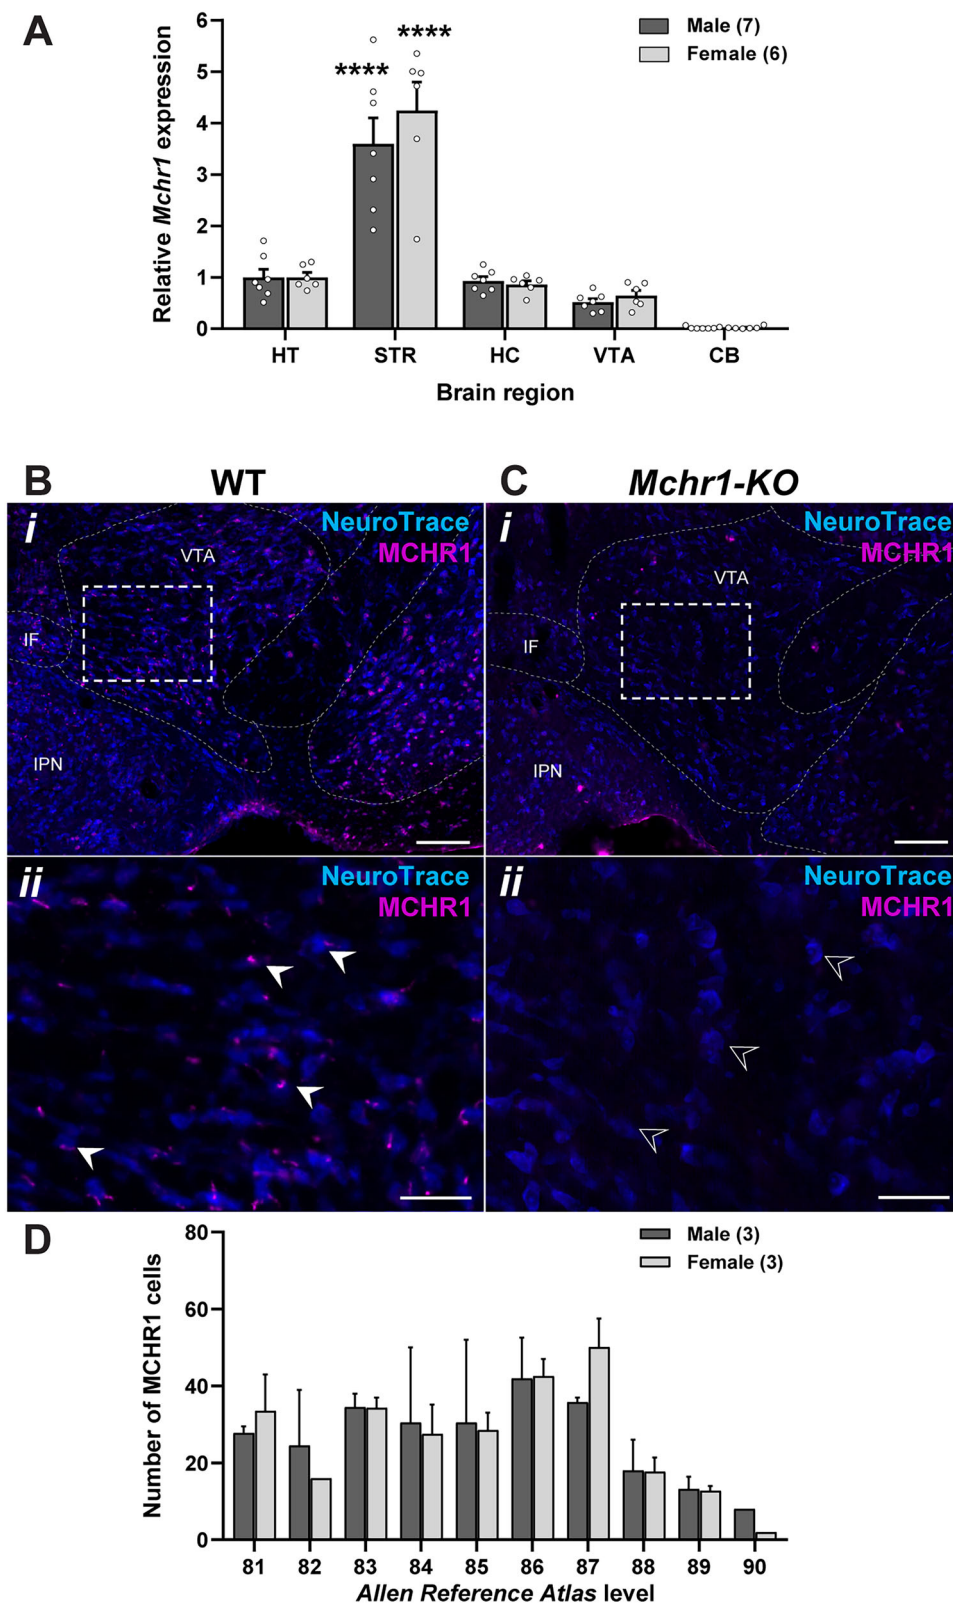 A
Male (7)
Female (6)
Relative Mchr1 expression
6
5
4
3
2
1
0
****
****
HT STR HC VTA CB
Brain region
B WT
C Mchr1-KO
i
NeuroTrace
MCHR1
VTA
IF
IPN
i
NeuroTrace
MCHR1
VTA
IF
IPN
ii
NeuroTrace
MCHR1
ii
NeuroTrace
MCHR1
D
Male (3)
Female (3)
Number of MCHR1 cells
80
60
40
20
0
81 82 83 84 85 86 87 88 89 90
Allen Reference Atlas level